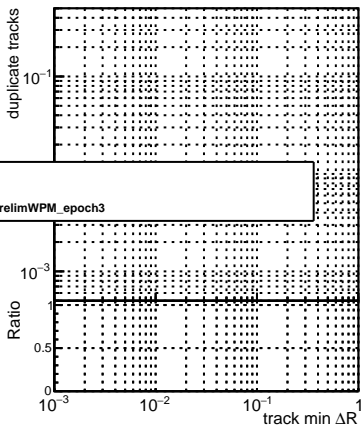 duplicate tracks
10⁻¹
relimWPM_epoch3
10⁻³
Ratio
1
0.5
0
10⁻³ 10⁻² 10⁻¹ 1
track min ΔR